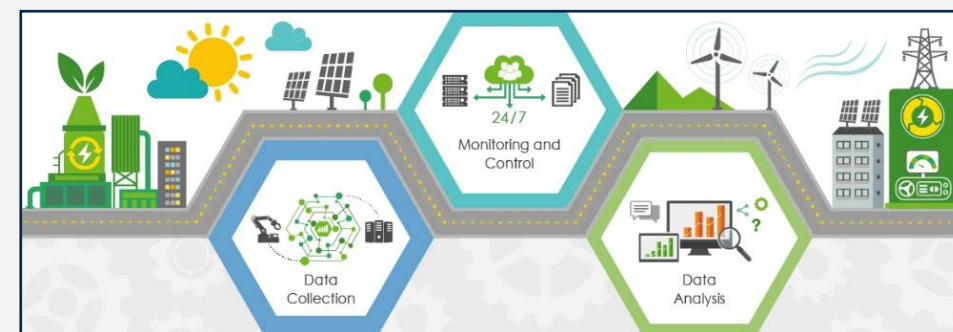 24/7
Monitoring and
Control
Data
Collection
?
Data
Analysis